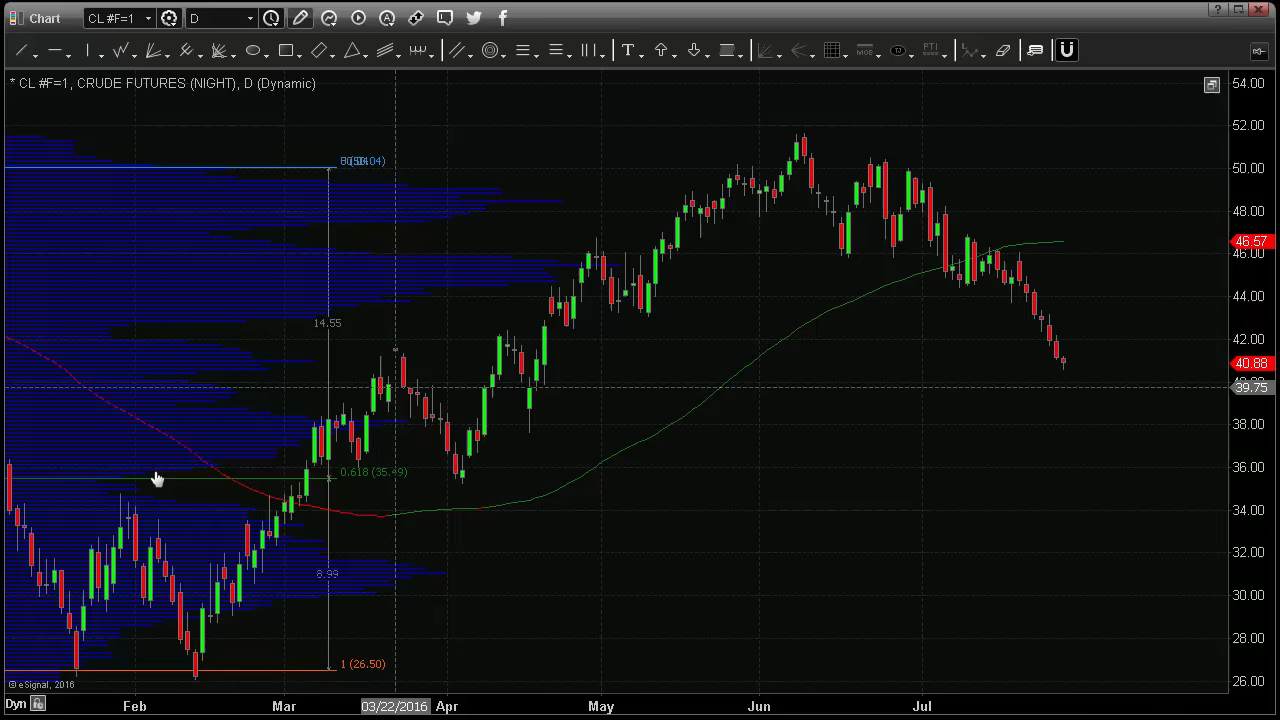 Chart
CL #F=1
D
T
MOB
TJ
PTI
* CL #F=1, CRUDE FUTURES (NIGHT), D (Dynamic)
54.00
52.00
50.00
48.00
46.57
46.00
44.00
42.00
40.88
39.75
38.00
36.00
34.00
32.00
30.00
28.00
26.00
14.55
0.618 (35.49)
8.99
1 (26.50)
© eSignal, 2016
Dyn
Feb
Mar
03/22/2016
Apr
May
Jun
Jul